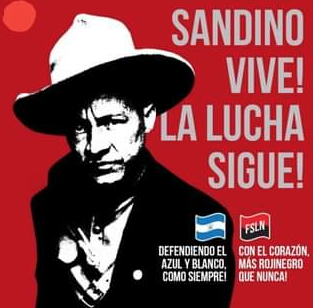 SANDINO
VIVE!
LA LUCHA
SIGUE!
FSLN
DEFENDIENDO EL
AZUL Y BLANCO,
COMO SIEMPRE!
CON EL CORAZÓN,
MÁS ROJINEGRO
QUE NUNCA!